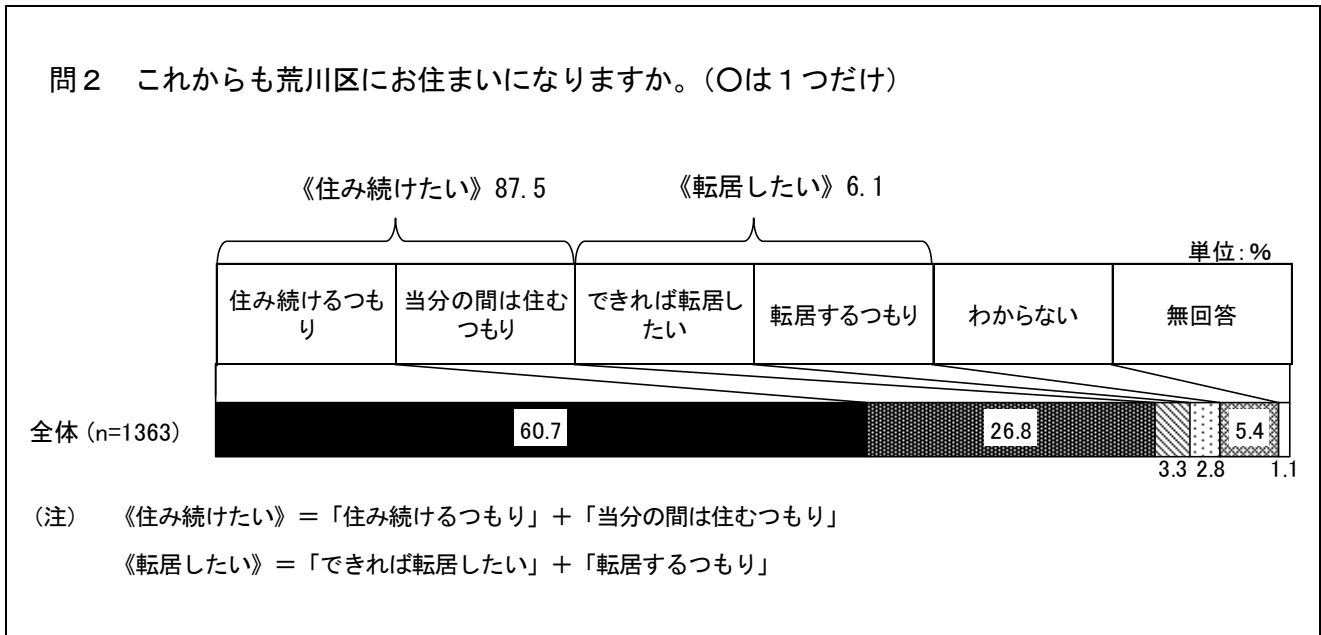 問２ これからも荒川区にお住まいになりますか。(○は１つだけ)
《住み続けたい》87.5 《転居したい》6.1
単位:%
住み続けるつも
り
当分の間は住む
つもり
できれば転居し
たい
転居するつもり
わからない
無回答
全体 (n=1363)
60.7
26.8
3.3
2.8
5.4
1.1
(注) 《住み続けたい》＝「住み続けるつもり」＋「当分の間は住むつもり」
《転居したい》＝「できれば転居したい」＋「転居するつもり」